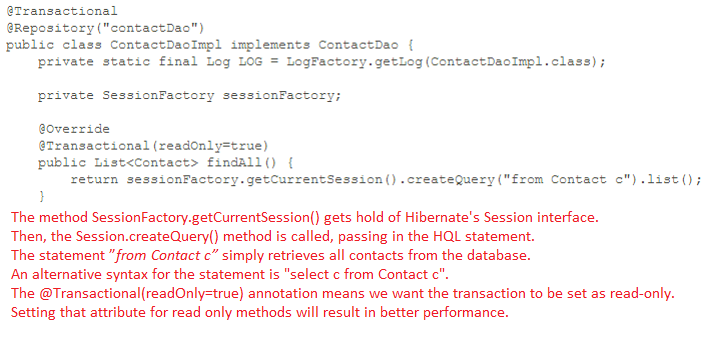 @Transactional
@Repository("contactDao")
public class ContactDaoImpl implements ContactDao {
    private static final Log LOG = LogFactory.getLog(ContactDaoImpl.class);
    private SessionFactory sessionFactory;
    @Override
    @Transactional(readOnly=true)
    public List<Contact> findAll() {
        return sessionFactory.getCurrentSession().createQuery("from Contact c").list();
    }
The method SessionFactory.getCurrentSession() gets hold of Hibernate's Session interface.
Then, the Session.createQuery() method is called, passing in the HQL statement.
The statement "from Contact c" simply retrieves all contacts from the database.
An alternative syntax for the statement is "select c from Contact c".
The @Transactional(readOnly=true) annotation means we want the transaction to be set as read-only.
Setting that attribute for read only methods will result in better performance.